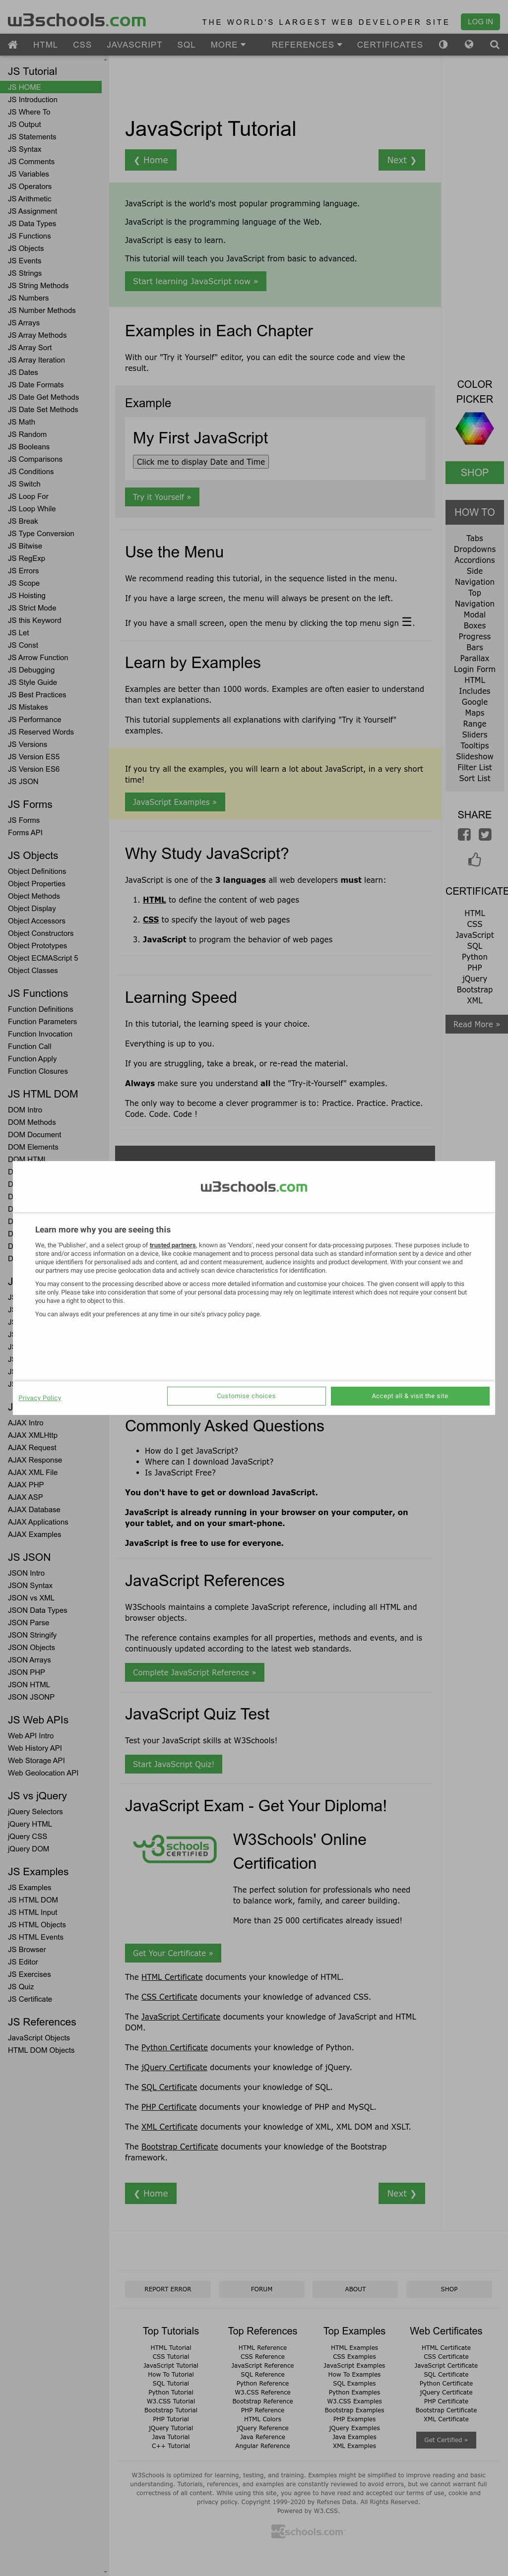 w3schools.com
THE WORLD'S LARGEST WEB DEVELOPER SITE
LOG IN
HTML CSS JAVASCRIPT SQL MORE REFERENCES CERTIFICATES
JS Tutorial
JS HOME
JS Introduction
JS Where To
JS Output
JS Statements
JS Syntax
JS Comments
JS Variables
JS Operators
JS Arithmetic
JS Assignment
JS Data Types
JS Functions
JS Objects
JS Events
JS Strings
JS String Methods
JS Numbers
JS Number Methods
JS Arrays
JS Array Methods
JS Array Sort
JS Array Iteration
JS Dates
JS Date Formats
JS Date Get Methods
JS Date Set Methods
JS Math
JS Random
JS Booleans
JS Comparisons
JS Conditions
JS Switch
JS Loop For
JS Loop While
JS Break
JS Type Conversion
JS Bitwise
JS RegExp
JS Errors
JS Scope
JS Hoisting
JS Strict Mode
JS this Keyword
JS Let
JS Const
JS Arrow Function
JS Debugging
JS Style Guide
JS Best Practices
JS Mistakes
JS Performance
JS Reserved Words
JS Versions
JS Version ES5
JS Version ES6
JS JSON
JS Forms
JS Forms
Forms API
JS Objects
Object Definitions
Object Properties
Object Methods
Object Display
Object Accessors
Object Constructors
Object Prototypes
Object ECMAScript 5
Object Classes
JS Functions
Function Definitions
Function Parameters
Function Invocation
Function Call
Function Apply
Function Closures
JS HTML DOM
DOM Intro
DOM Methods
DOM Document
DOM Elements
DOM HTML
AJAX Intro
AJAX XMLHttp
AJAX Request
AJAX Response
AJAX XML File
AJAX PHP
AJAX ASP
AJAX Database
AJAX Applications
AJAX Examples
JS JSON
JSON Intro
JSON Syntax
JSON vs XML
JSON Data Types
JSON Parse
JSON Stringify
JSON Objects
JSON Arrays
JSON PHP
JSON HTML
JSON JSONP
JS Web APIs
Web API Intro
Web History API
Web Storage API
Web Geolocation API
JS vs jQuery
jQuery Selectors
jQuery HTML
jQuery CSS
jQuery DOM
JS Examples
JS Examples
JS HTML DOM
JS HTML Input
JS HTML Objects
JS HTML Events
JS Browser
JS Editor
JS Exercises
JS Quiz
JS Certificate
JS References
JavaScript Objects
HTML DOM Objects
JavaScript Tutorial
❮ Home
Next ❯
JavaScript is the world's most popular programming language.
JavaScript is the programming language of the Web.
JavaScript is easy to learn.
This tutorial will teach you JavaScript from basic to advanced.
Start learning JavaScript now »
Examples in Each Chapter
With our "Try it Yourself" editor, you can edit the source code and view the
result.
Example
My First JavaScript
Click me to display Date and Time
Try it Yourself »
Use the Menu
We recommend reading this tutorial, in the sequence listed in the menu.
If you have a large screen, the menu will always be present on the left.
If you have a small screen, open the menu by clicking the top menu sign ☰.
Learn by Examples
Examples are better than 1000 words. Examples are often easier to understand
than text explanations.
This tutorial supplements all explanations with clarifying "Try it Yourself"
examples.
If you try all the examples, you will learn a lot about JavaScript, in a very short
time!
JavaScript Examples »
Why Study JavaScript?
JavaScript is one of the 3 languages all web developers must learn:
1. HTML to define the content of web pages
2. CSS to specify the layout of web pages
3. JavaScript to program the behavior of web pages
Learning Speed
In this tutorial, the learning speed is your choice.
Everything is up to you.
If you are struggling, take a break, or re-read the material.
Always make sure you understand all the "Try-it-Yourself" examples.
The only way to become a clever programmer is to: Practice. Practice. Practice.
Code. Code. Code !
w3schools.com
Learn more why you are seeing this
We, the 'Publisher', and a select group of trusted partners, known as 'Vendors', need your consent for data-processing purposes. These purposes include to
store and/or access information on a device, like cookie management and to process personal data such as standard information sent by a device and other
unique identifiers for personalised ads and content, ad and content measurement, audience insights and product development. With your consent we and
our partners may use precise geolocation data and actively scan device characteristics for identification.
You may consent to the processing described above or access more detailed information and customise your choices. The given consent will apply to this
site only. Please take into consideration that some of your personal data processing may rely on legitimate interest which does not require your consent but
you have a right to object to this.
You can always edit your preferences at any time in our site's privacy policy page.
Privacy Policy
Customise choices
Accept all & visit the site
Commonly Asked Questions
• How do I get JavaScript?
• Where can I download JavaScript?
• Is JavaScript Free?
You don't have to get or download JavaScript.
JavaScript is already running in your browser on your computer, on
your tablet, and on your smart-phone.
JavaScript is free to use for everyone.
JavaScript References
W3Schools maintains a complete JavaScript reference, including all HTML and
browser objects.
The reference contains examples for all properties, methods and events, and is
continuously updated according to the latest web standards.
Complete JavaScript Reference »
JavaScript Quiz Test
Test your JavaScript skills at W3Schools!
Start JavaScript Quiz!
JavaScript Exam - Get Your Diploma!
w3schools
CERTIFIED
W3Schools' Online
Certification
The perfect solution for professionals who need
to balance work, family, and career building.
More than 25 000 certificates already issued!
Get Your Certificate »
The HTML Certificate documents your knowledge of HTML.
The CSS Certificate documents your knowledge of advanced CSS.
The JavaScript Certificate documents your knowledge of JavaScript and HTML
DOM.
The Python Certificate documents your knowledge of Python.
The jQuery Certificate documents your knowledge of jQuery.
The SQL Certificate documents your knowledge of SQL.
The PHP Certificate documents your knowledge of PHP and MySQL.
The XML Certificate documents your knowledge of XML, XML DOM and XSLT.
The Bootstrap Certificate documents your knowledge of the Bootstrap
framework.
❮ Home
Next ❯
COLOR
PICKER
SHOP
HOW TO
Tabs
Dropdowns
Accordions
Side
Navigation
Top
Navigation
Modal
Boxes
Progress
Bars
Parallax
Login Form
HTML
Includes
Google
Maps
Range
Sliders
Tooltips
Slideshow
Filter List
Sort List
SHARE
CERTIFICATE
HTML
CSS
JavaScript
SQL
Python
PHP
jQuery
Bootstrap
XML
Read More »
REPORT ERROR
FORUM
ABOUT
SHOP
Top Tutorials
HTML Tutorial
CSS Tutorial
JavaScript Tutorial
How To Tutorial
SQL Tutorial
Python Tutorial
W3.CSS Tutorial
Bootstrap Tutorial
PHP Tutorial
jQuery Tutorial
Java Tutorial
C++ Tutorial
Top References
HTML Reference
CSS Reference
JavaScript Reference
SQL Reference
Python Reference
W3.CSS Reference
Bootstrap Reference
PHP Reference
HTML Colors
jQuery Reference
Java Reference
Angular Reference
Top Examples
HTML Examples
CSS Examples
JavaScript Examples
How To Examples
SQL Examples
Python Examples
W3.CSS Examples
Bootstrap Examples
PHP Examples
jQuery Examples
Java Examples
XML Examples
Web Certificates
HTML Certificate
CSS Certificate
JavaScript Certificate
SQL Certificate
Python Certificate
jQuery Certificate
PHP Certificate
Bootstrap Certificate
XML Certificate
Get Certified »
W3Schools is optimized for learning, testing, and training. Examples might be simplified to improve reading and basic
understanding. Tutorials, references, and examples are constantly reviewed to avoid errors, but we cannot warrant full
correctness of all content. While using this site, you agree to have read and accepted our terms of use, cookie and
privacy policy. Copyright 1999-2020 by Refsnes Data. All Rights Reserved.
Powered by W3.CSS.
w3schools.com